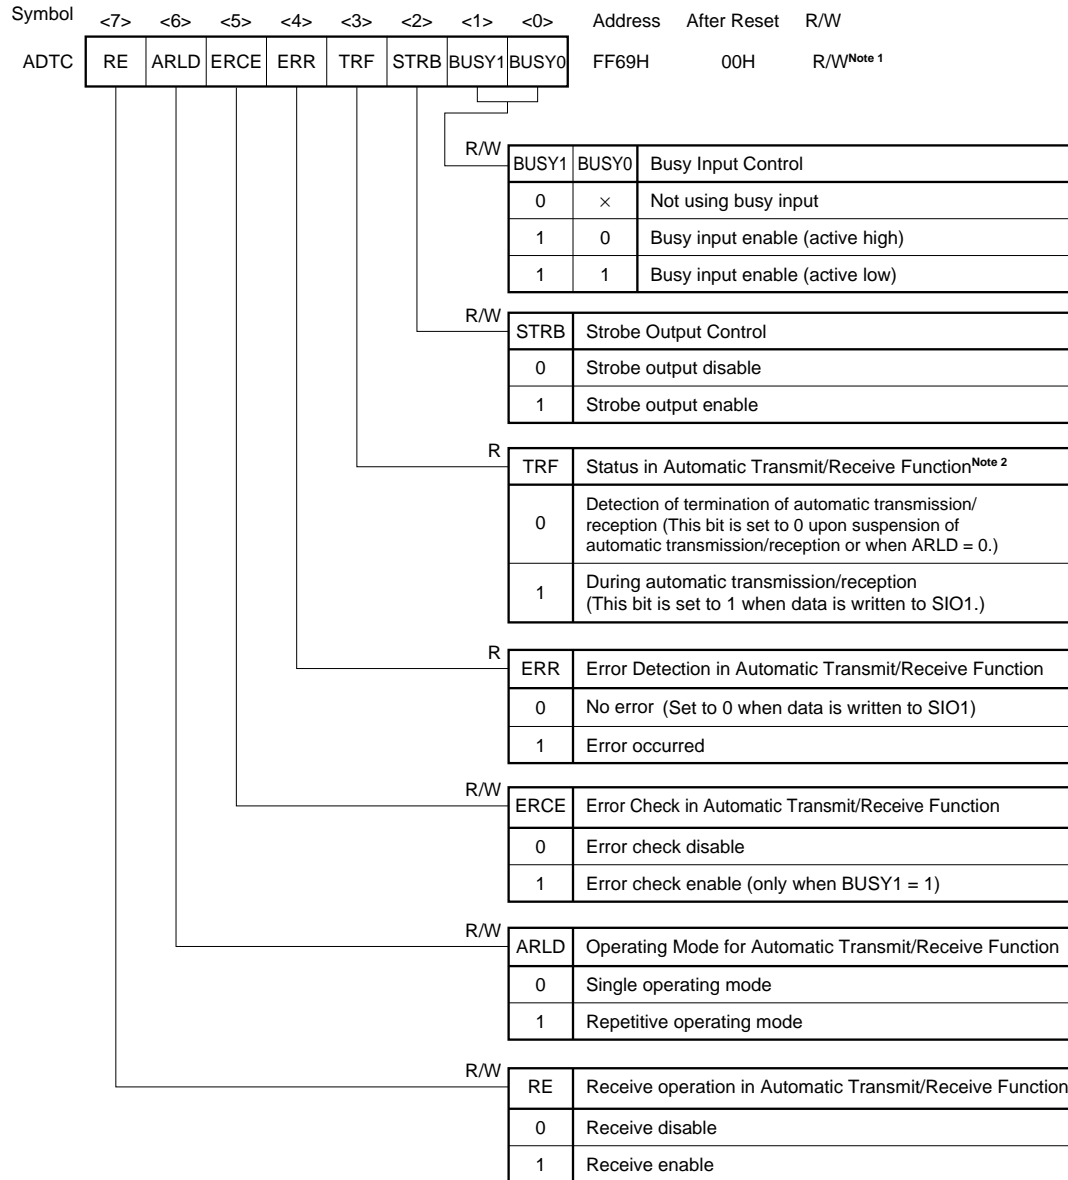 Symbol <7> <6> <5> <4> <3> <2> <1> <0> Address After Reset R/W
ADTC RE ARLD ERCE ERR TRF STRB BUSY1 BUSY0 FF69H 00H R/WNote 1
R/W
BUSY1 BUSY0 Busy Input Control
0 × Not using busy input
1 0 Busy input enable (active high)
1 1 Busy input enable (active low)
R/W
STRB Strobe Output Control
0 Strobe output disable
1 Strobe output enable
R
TRF Status in Automatic Transmit/Receive FunctionNote 2
0 Detection of termination of automatic transmission/
reception (This bit is set to 0 upon suspension of
automatic transmission/reception or when ARLD = 0.)
1 During automatic transmission/reception
(This bit is set to 1 when data is written to SIO1.)
R
ERR Error Detection in Automatic Transmit/Receive Function
0 No error (Set to 0 when data is written to SIO1)
1 Error occurred
R/W
ERCE Error Check in Automatic Transmit/Receive Function
0 Error check disable
1 Error check enable (only when BUSY1 = 1)
R/W
ARLD Operating Mode for Automatic Transmit/Receive Function
0 Single operating mode
1 Repetitive operating mode
R/W
RE Receive operation in Automatic Transmit/Receive Function
0 Receive disable
1 Receive enable